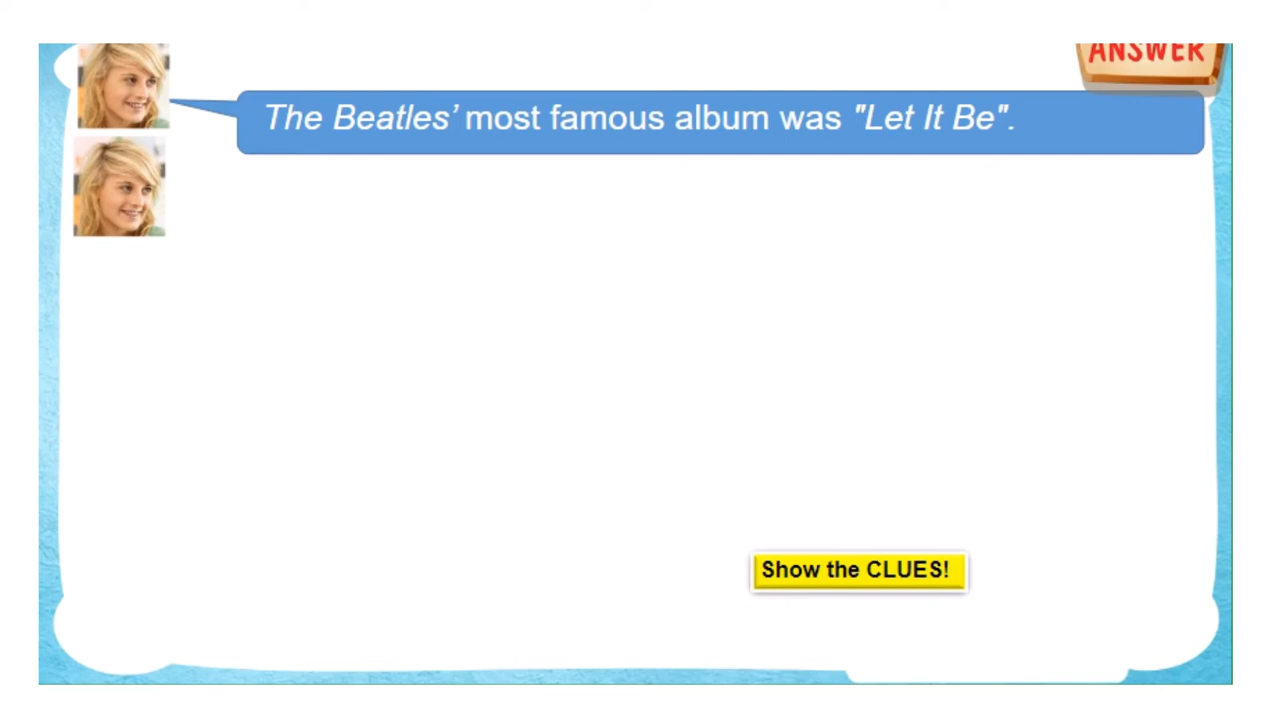 ANSWER
The Beatles’ most famous album was "Let It Be".
Show the CLUES!